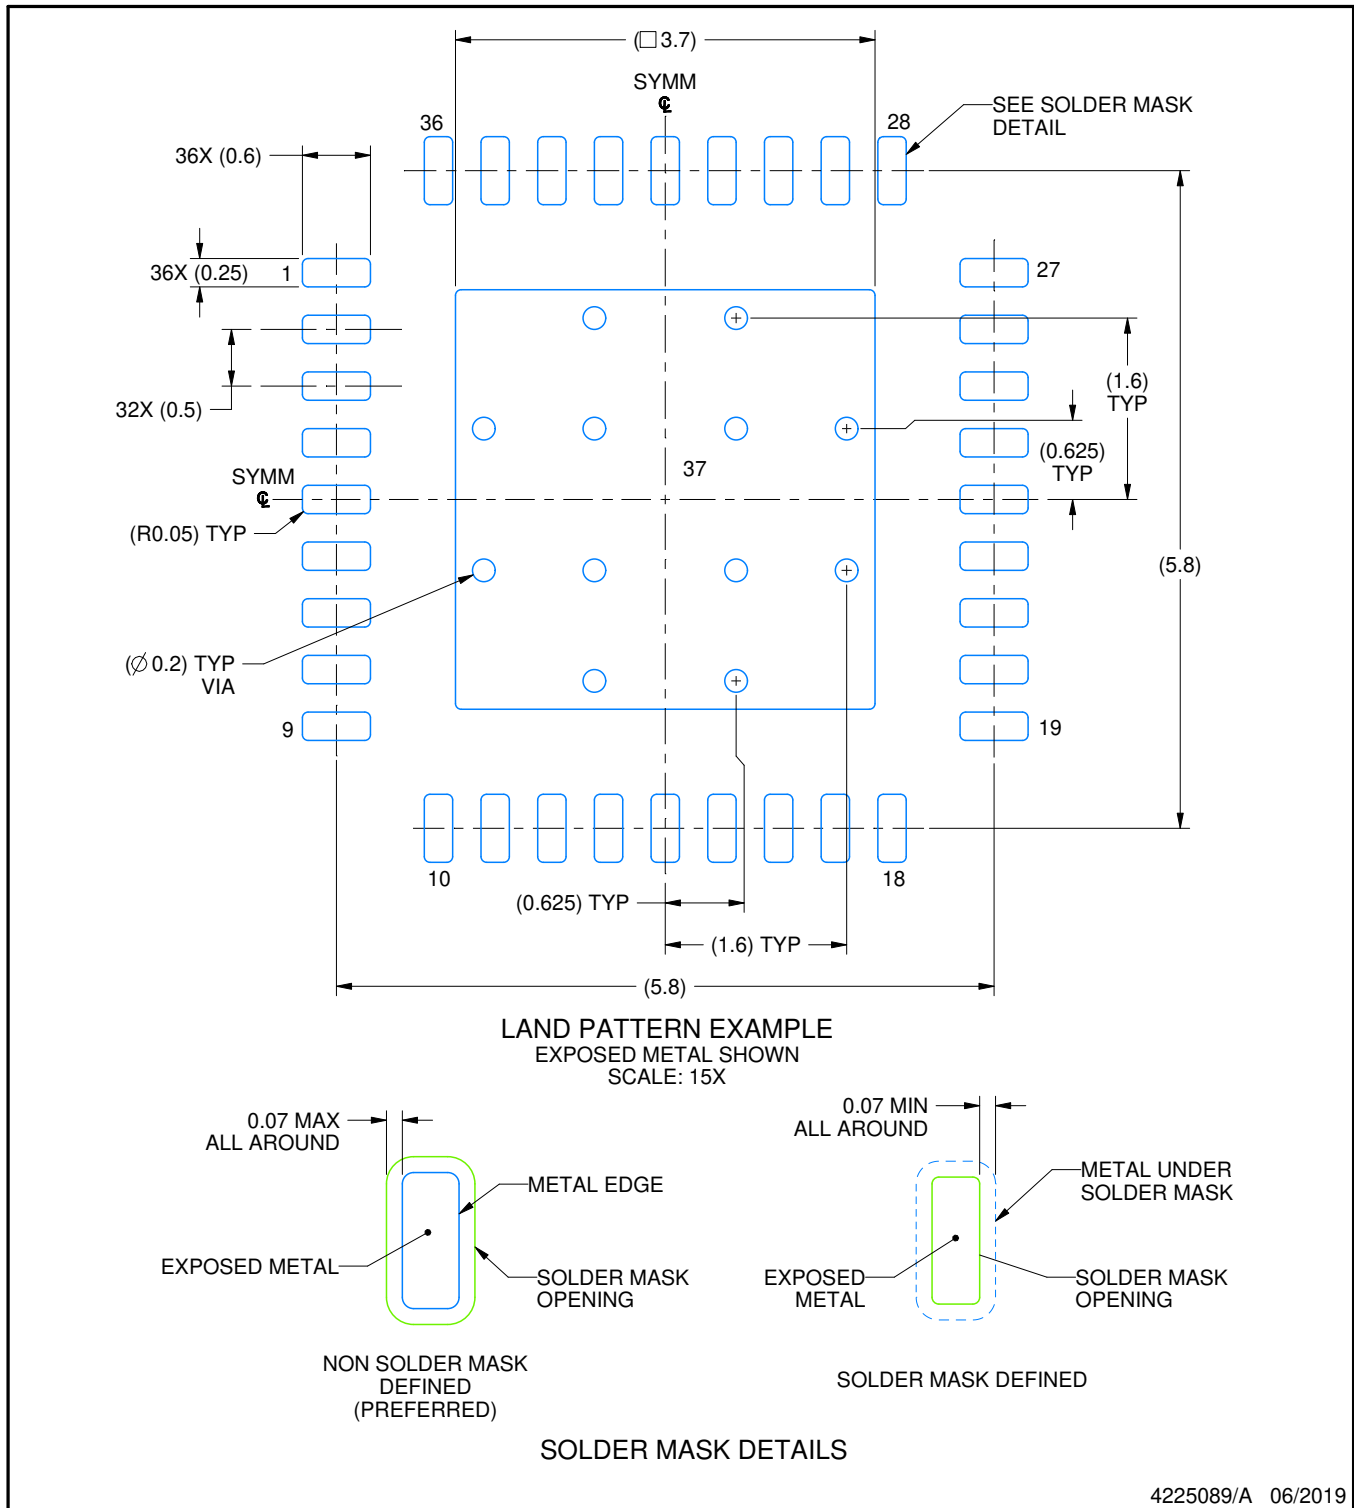 (□3.7)
SYMM
℄
SEE SOLDER MASK
DETAIL
36
28
36X (0.6)
36X (0.25)
1
27
32X (0.5)
(1.6)
TYP
(0.625)
TYP
37
SYMM
℄
(R0.05) TYP
(5.8)
(∅0.2) TYP
VIA
9
19
10
18
(0.625) TYP
(1.6) TYP
(5.8)
LAND PATTERN EXAMPLE
EXPOSED METAL SHOWN
SCALE: 15X
0.07 MAX
ALL AROUND
METAL EDGE
EXPOSED METAL
SOLDER MASK
OPENING
NON SOLDER MASK
DEFINED
(PREFERRED)
0.07 MIN
ALL AROUND
METAL UNDER
SOLDER MASK
EXPOSED
METAL
SOLDER MASK
OPENING
SOLDER MASK DEFINED
SOLDER MASK DETAILS
4225089/A 06/2019